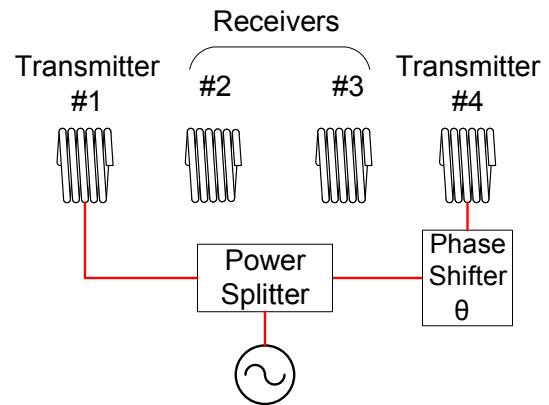 Receivers
Transmitter
#1
#2
#3
Transmitter
#4
Power
Splitter
Phase
Shifter
θ